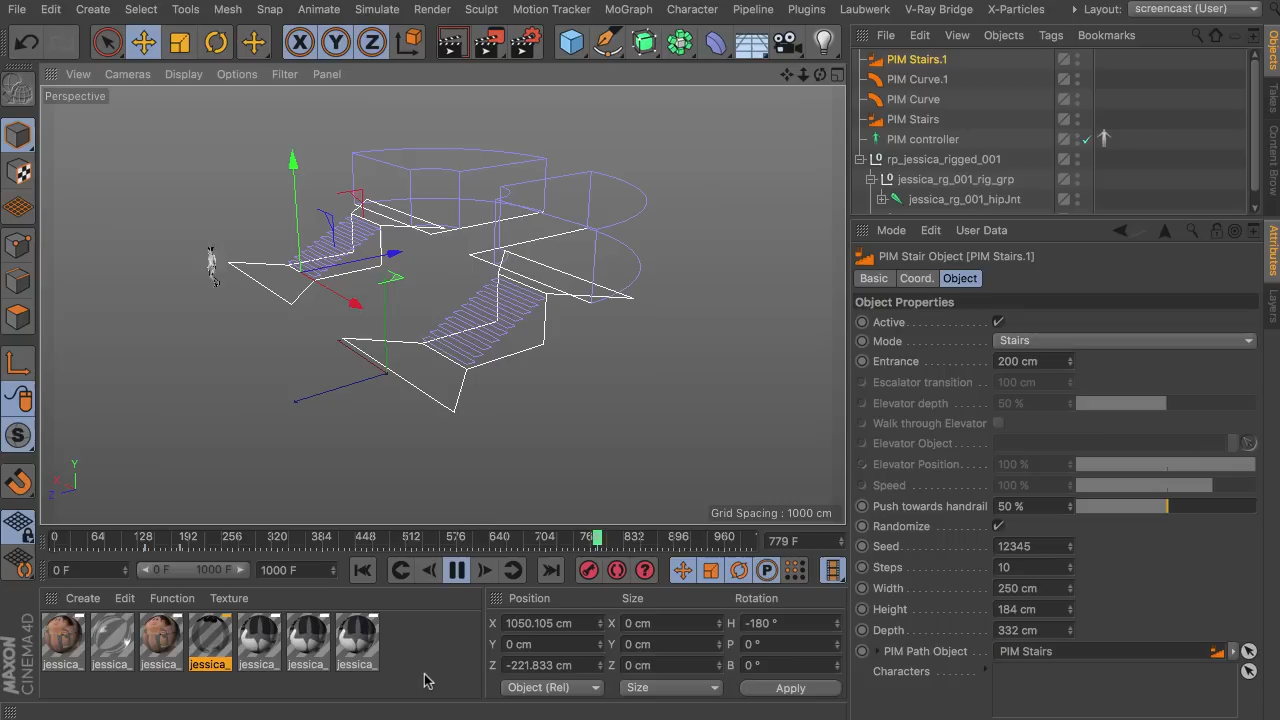 File Edit Create Select Tools Mesh Snap Animate Simulate Render Sculpt Motion Tracker MoGraph Character Pipeline Plugins Laubwerk V-Ray Bridge X-Particles Layout: screencast (User)
X Y Z
File Edit View Objects Tags Bookmarks
View Cameras Display Options Filter Panel
Perspective
PIM Stairs.1
PIM Curve.1
PIM Curve
PIM Stairs
PIM controller
rp_jessica_rigged_001
jessica_rg_001_rig_grp
jessica_rg_001_hipJnt
Objects
Takes
Content Brow
Mode Edit User Data
Attributes
Layers
PIM Stair Object [PIM Stairs.1]
Basic Coord. Object
Object Properties
Active
Mode Stairs
Entrance 200 cm
Escalator transition 100 cm
Elevator depth 50 %
Walk through Elevator
Elevator Object
Elevator Position 100 %
Speed 100 %
Push towards handrail 50 %
Randomize
Seed 12345
Steps 10
Width 250 cm
Height 184 cm
Depth 332 cm
PIM Path Object PIM Stairs
Characters
Y
X
Z
Grid Spacing : 1000 cm
0 64 128 192 256 320 384 448 512 576 640 704 76 832 896 960 779 F
0 F 0 F 1000 F 1000 F
Create Edit Function Texture
jessica_ jessica_ jessica_ jessica_ jessica_ jessica_ jessica_
Position Size Rotation
X 1050.105 cm X 0 cm H -180 °
Y 0 cm Y 0 cm P 0 °
Z -221.833 cm Z 0 cm B 0 °
Object (Rel) Size Apply
MAXON
CINEMA 4D